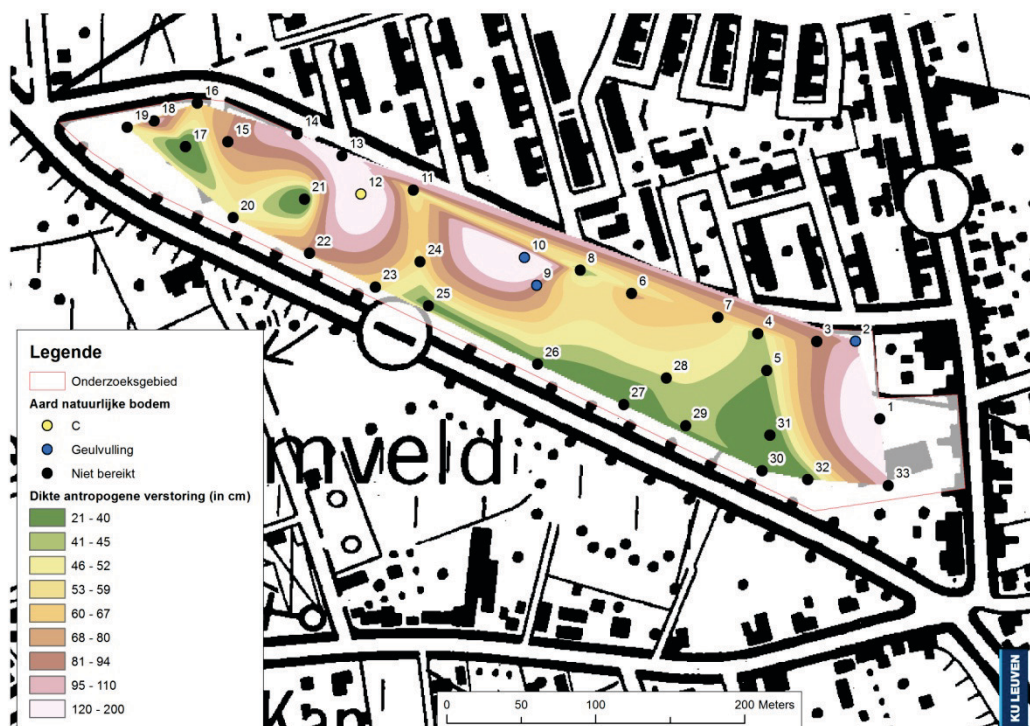 16
19
18
14
17
15
13
12
11
21
20
10
22
24
8
9
6
23
7
25
4
3
2
5
26
28
27
1
29
31
30
32
33
mveld
Kan
Legende
Onderzoeksgebied
Aard natuurlijke bodem
C
Geulvulling
Niet bereikt
Dikte antropogene verstoring (in cm)
21 - 40
41 - 45
46 - 52
53 - 59
60 - 67
68 - 80
81 - 94
95 - 110
120 - 200
0 50 100 200 Meters
KU LEUVEN